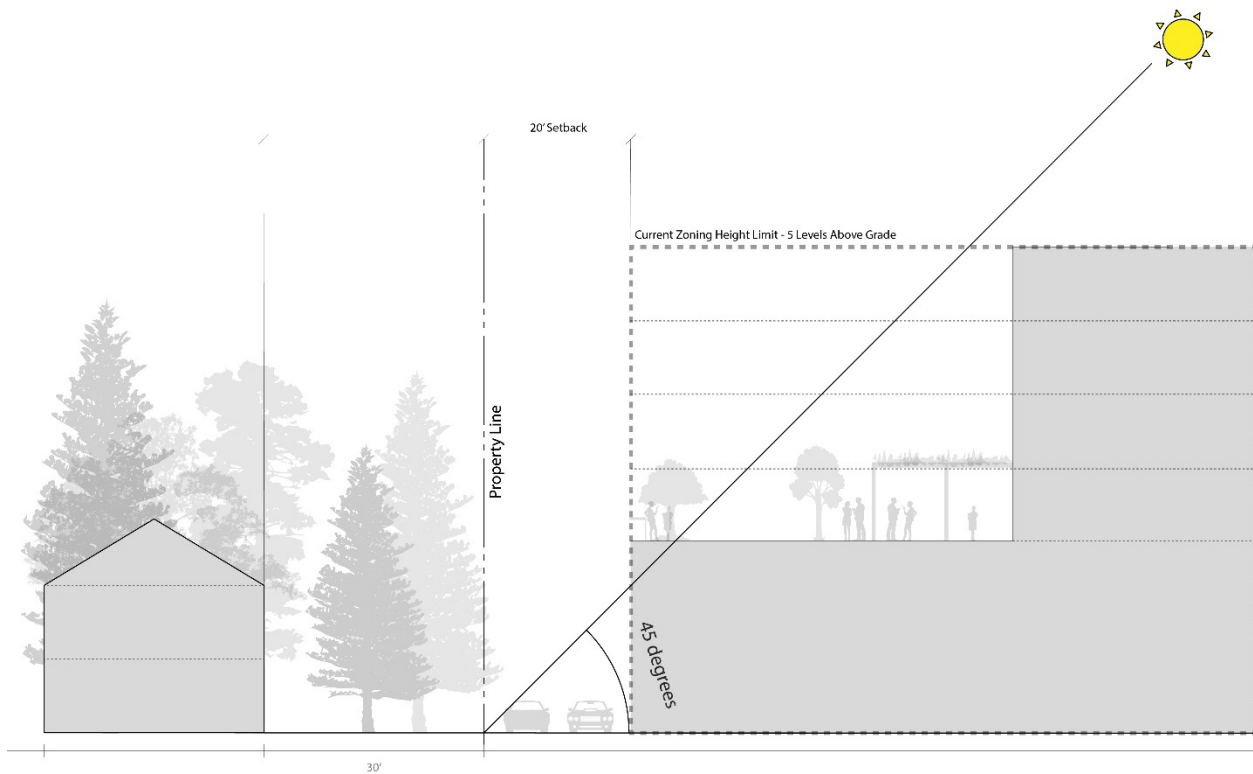 20' Setback
Current Zoning Height Limit - 5 Levels Above Grade
Property Line
45 degrees
30'